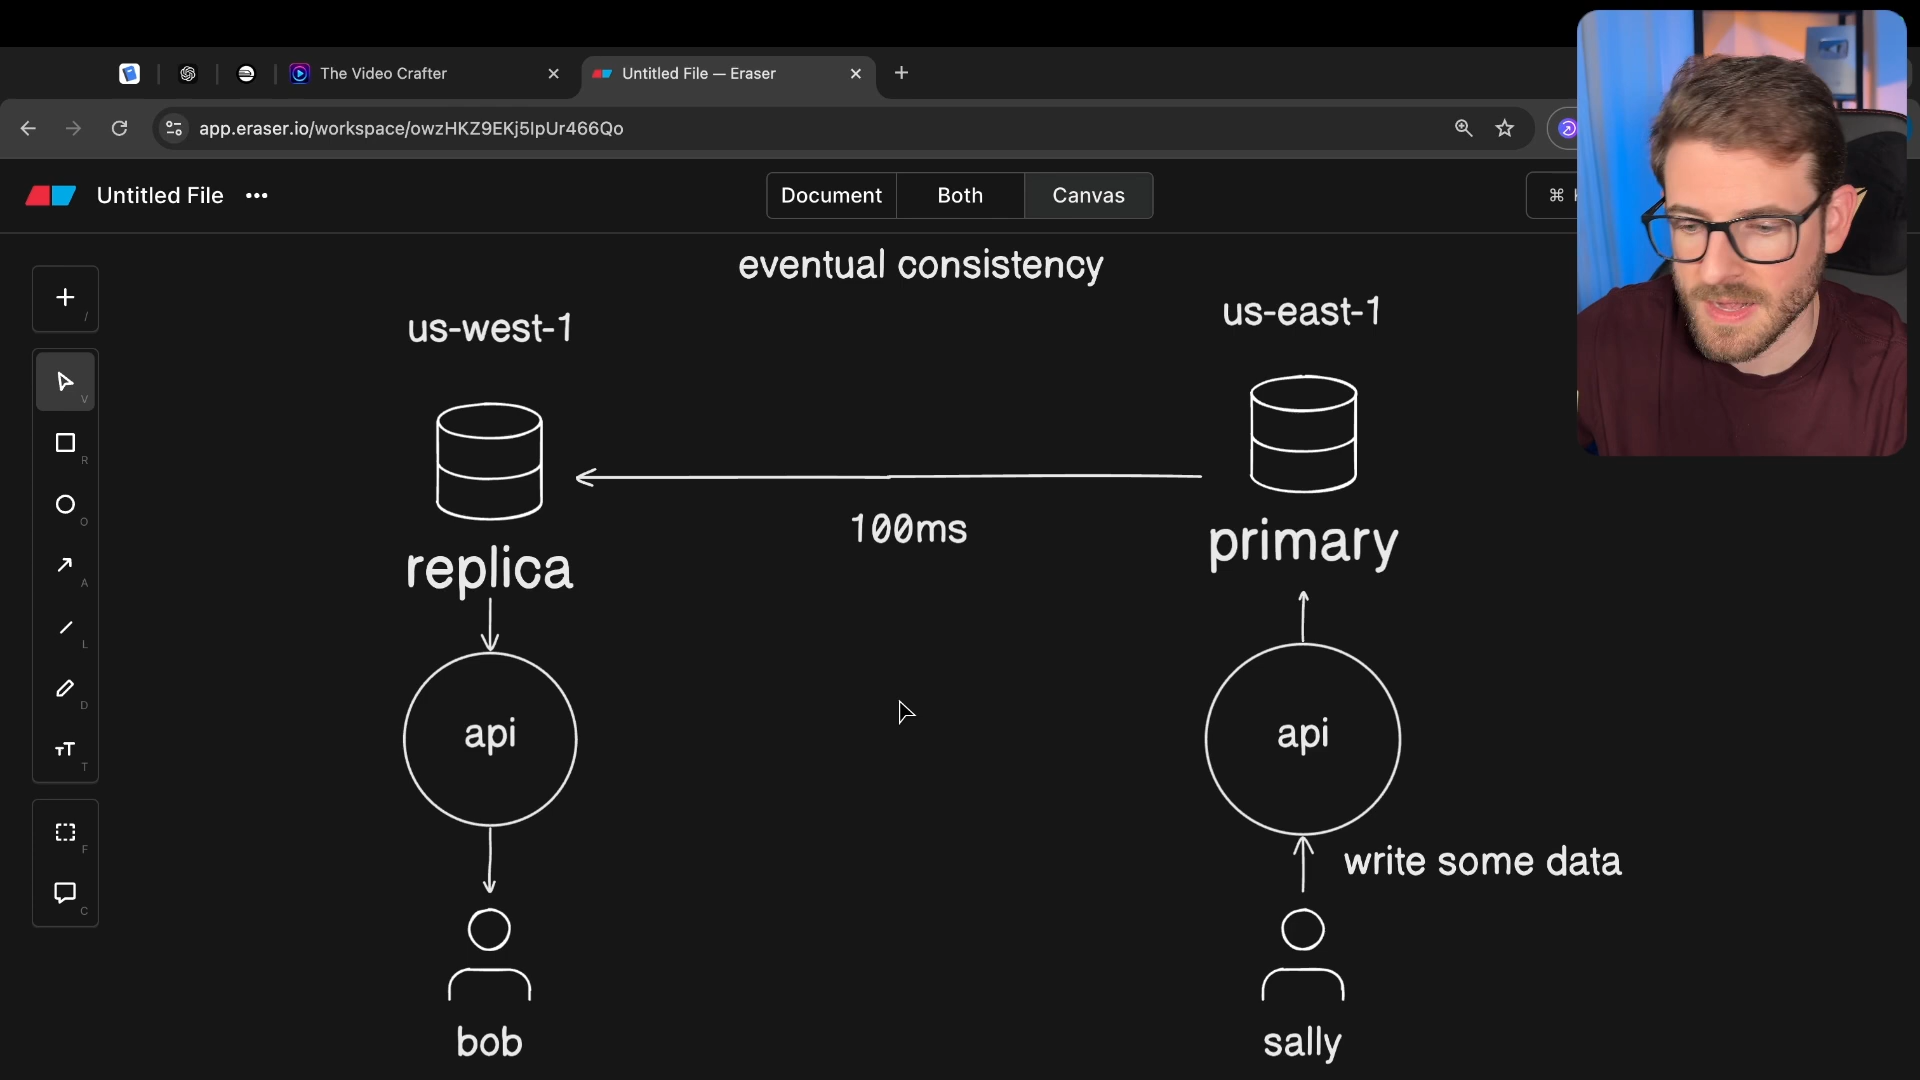 The Video Crafter
Untitled File — Eraser
app.eraser.io/workspace/owzHKZ9EKj5IpUr466Qo
Untitled File
Document
Both
Canvas
⌘
eventual consistency
us-west-1
us-east-1
/
V
R
O
A
L
D
T
F
C
100ms
replica
primary
api
api
write some data
bob
sally